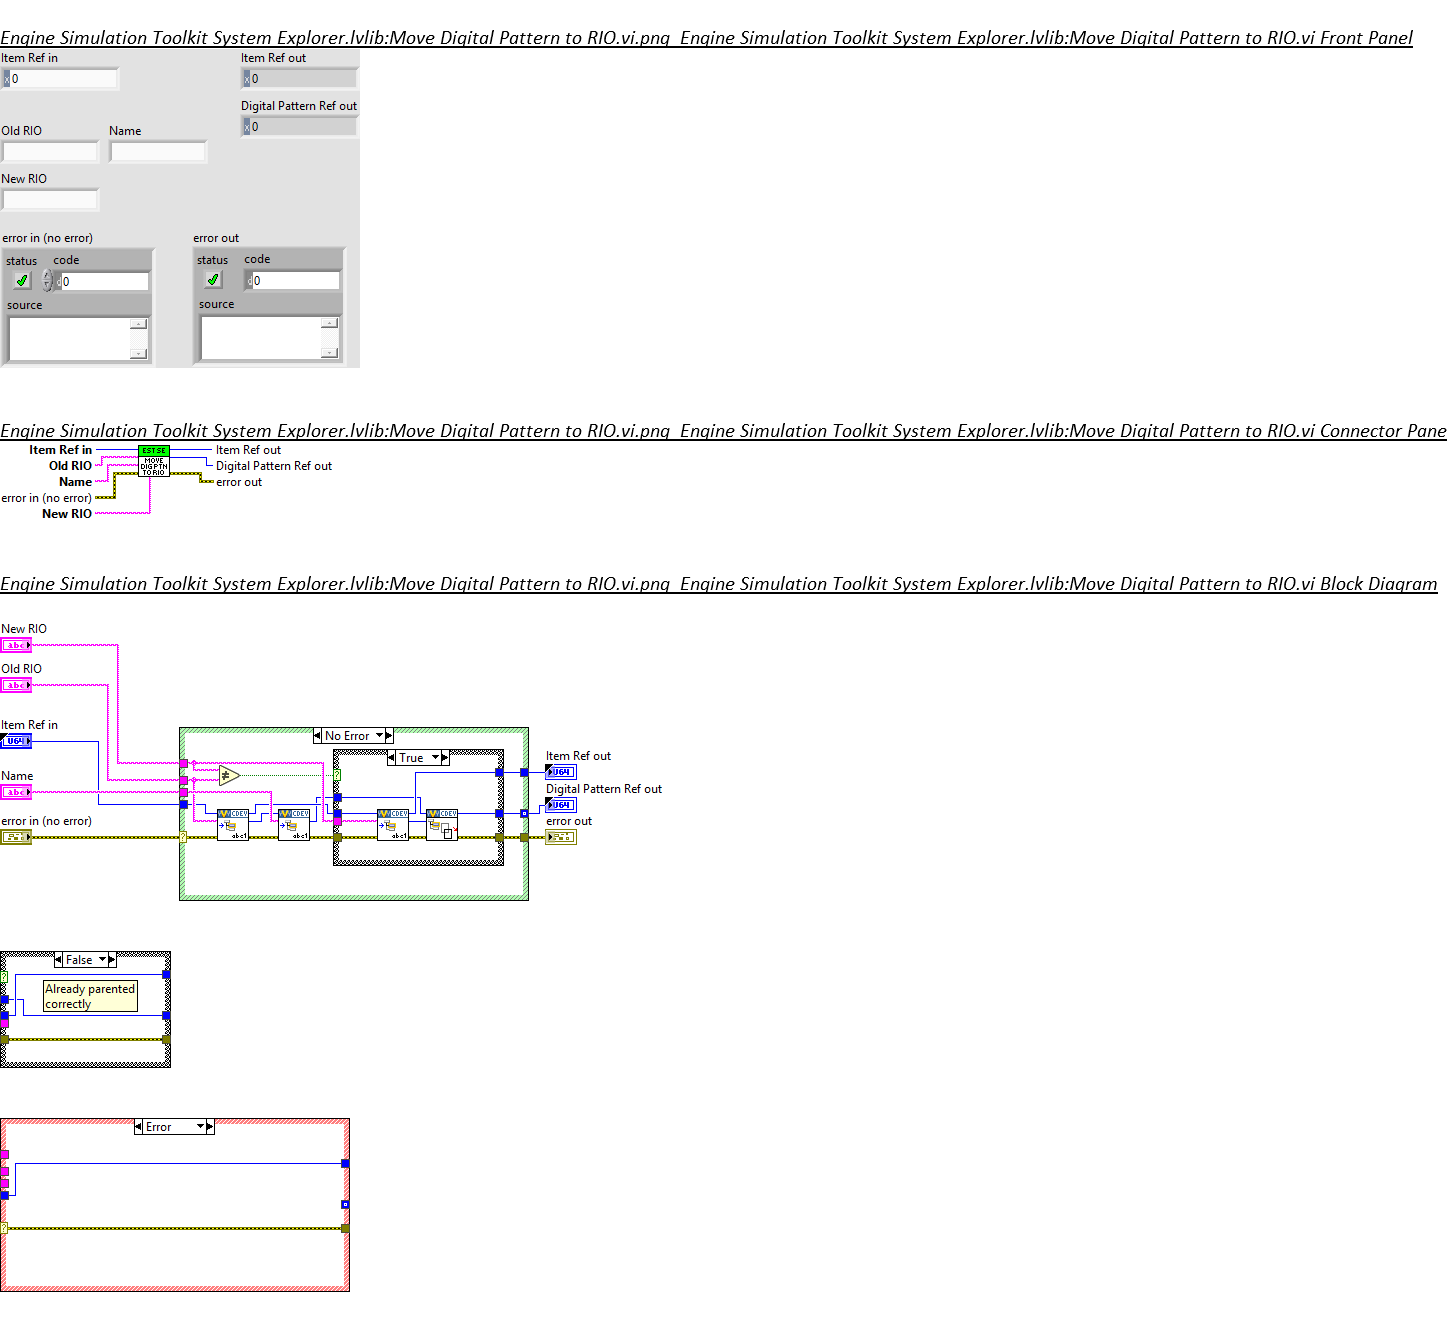 Engine Simulation Toolkit System Explorer.lvlib:Move Digital Pattern to RIO.vi.png  Engine Simulation Toolkit System Explorer.lvlib:Move Digital Pattern to RIO.vi Front Panel
Item Ref in
x 0
Item Ref out
x 0
Digital Pattern Ref out
x 0
Old RIO
Name
New RIO
error in (no error)
status
code
d 0
source
error out
status
code
d 0
source
Engine Simulation Toolkit System Explorer.lvlib:Move Digital Pattern to RIO.vi.png  Engine Simulation Toolkit System Explorer.lvlib:Move Digital Pattern to RIO.vi Connector Pane
Item Ref in
Old RIO
Name
error in (no error)
New RIO
EST SE
MOVE
DIG PTN
TO RIO
Item Ref out
Digital Pattern Ref out
error out
Engine Simulation Toolkit System Explorer.lvlib:Move Digital Pattern to RIO.vi.png  Engine Simulation Toolkit System Explorer.lvlib:Move Digital Pattern to RIO.vi Block Diagram
New RIO
abc
Old RIO
abc
Item Ref in
U64
Name
abc
error in (no error)
No Error
True
?
≠
?
CDEV
abc1
CDEV
abc1
CDEV
abc1
CDEV
Item Ref out
U64
Digital Pattern Ref out
U64
error out
False
?
Already parented
correctly
Error
?